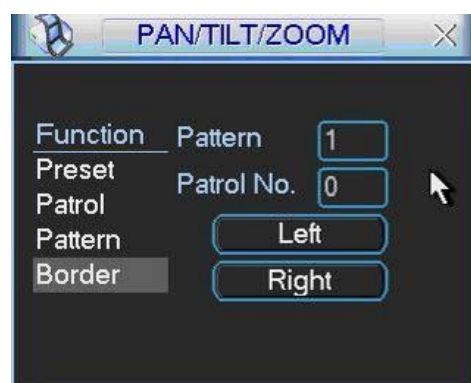 PAN/TILT/ZOOM
Function
Preset
Patrol
Pattern
Border
Pattern 1
Patrol No. 0
Left
Right